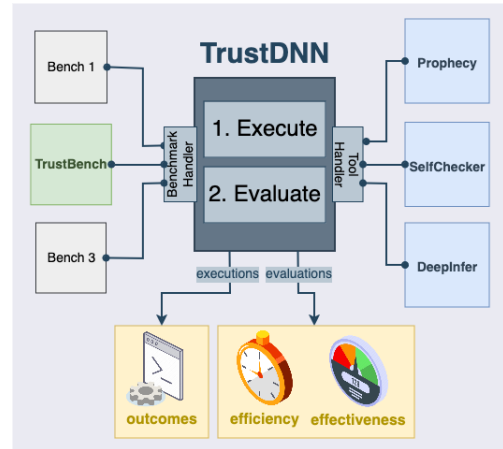 TrustDNN
Bench 1
TrustBench
Bench 3
Benchmark
Handler
1. Execute
2. Evaluate
Tool
Handler
Prophecy
SelfChecker
DeepInfer
executions
evaluations
outcomes
efficiency
effectiveness